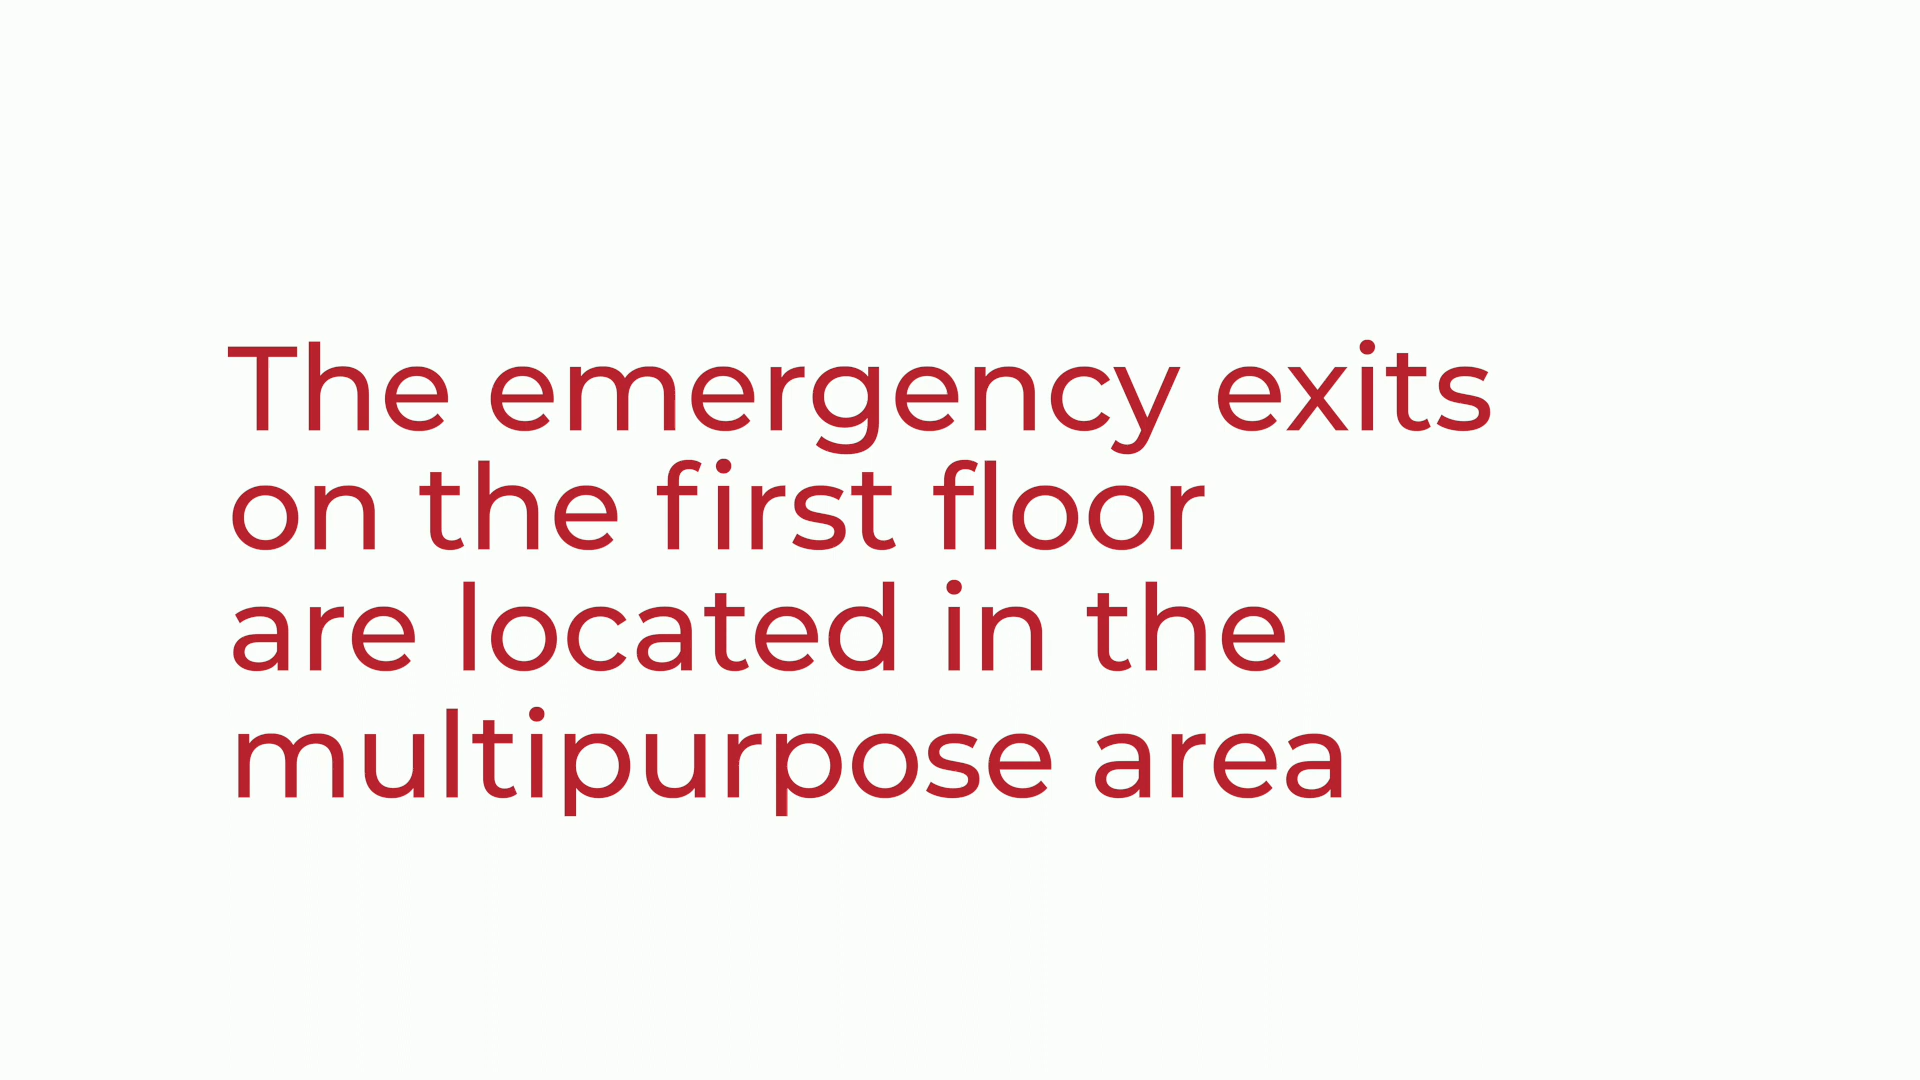 The emergency exits
on the first floor
are located in the
multipurpose area